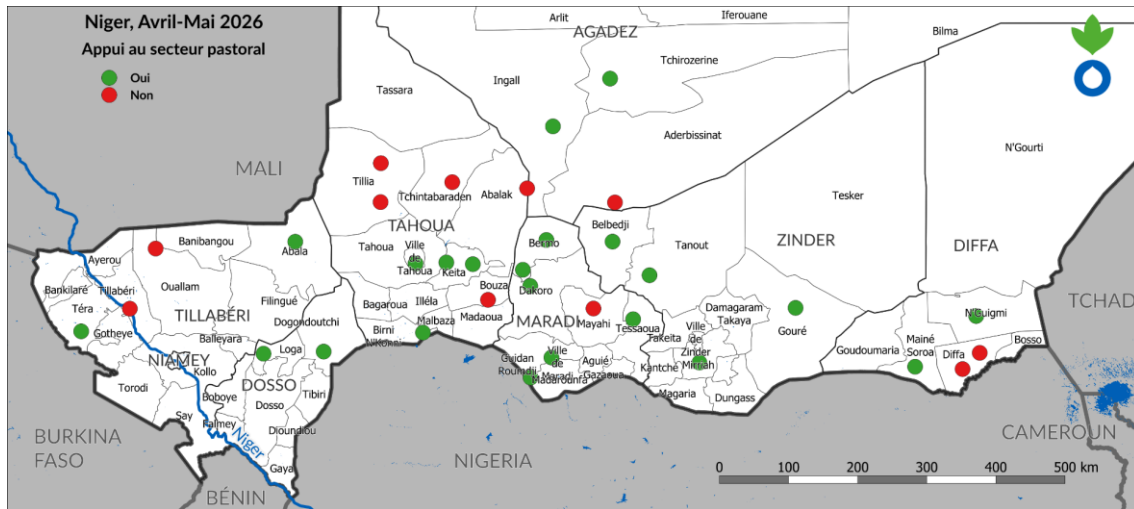 Niger, Avril-Mai 2026
Appui au secteur pastoral
Oui
Non
Arlit
Iferouane
AGADEZ
Bilma
Tchirozerine
Ingall
Tassara
Aderbissinat
N'Gourti
MALI
Tillia
Tchintabaraden
Abalak
Tesker
TAHOUA
Belbedji
Banibangou
Abala
Tahoua
Ville
de
Tahoua
Keita
Bermo
Tanout
ZINDER
DIFFA
Ayerou
Ouallam
Bankilaré
Tillabéri
Téra
Filingué
Bagaroua
Illéla
Bouza
Dakoro
Damagaram
Takaya
TCHAD
TILLABÉRI
Dogondoutchi
Birni
N'Konni
Malbaza
Madaoua
MARADI
Mayahi
Tessaoua
Gouré
N'Guigmi
Gotheye
Balleyara
Takeita
Ville
de
Zinder
Mirriah
Goudoumaria
Mainé
Soroa
Diffa
Bosso
NIAMEY
Kollo
Loga
Guidan
Roumdji
Ville
de
Maradi
Madarounfa
Aguié
Gazaoua
Kantché
Torodi
DOSSO
Boboye
Tibiri
Magaria
Dungass
Say
Falmey
Dosso
Dioundiou
BURKINA
FASO
Niger
Gaya
NIGERIA
CAMEROUN
BÉNIN
0 100 200 300 400 500 km